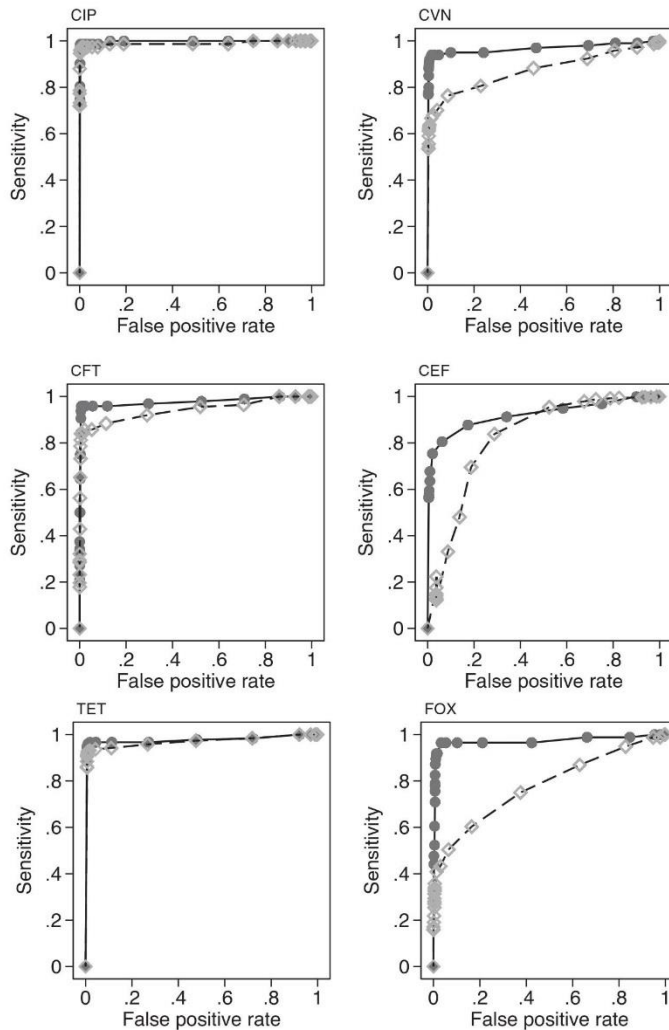 CIP
1
.8
.6
.4
.2
0
Sensitivity
0 .2 .4 .6 .8 1
False positive rate
CVN
1
.8
.6
.4
.2
0
Sensitivity
0 .2 .4 .6 .8 1
False positive rate
CFT
1
.8
.6
.4
.2
0
Sensitivity
0 .2 .4 .6 .8 1
False positive rate
CEF
1
.8
.6
.4
.2
0
Sensitivity
0 .2 .4 .6 .8 1
False positive rate
TET
1
.8
.6
.4
.2
0
Sensitivity
0 .2 .4 .6 .8 1
False positive rate
FOX
1
.8
.6
.4
.2
0
Sensitivity
0 .2 .4 .6 .8 1
False positive rate